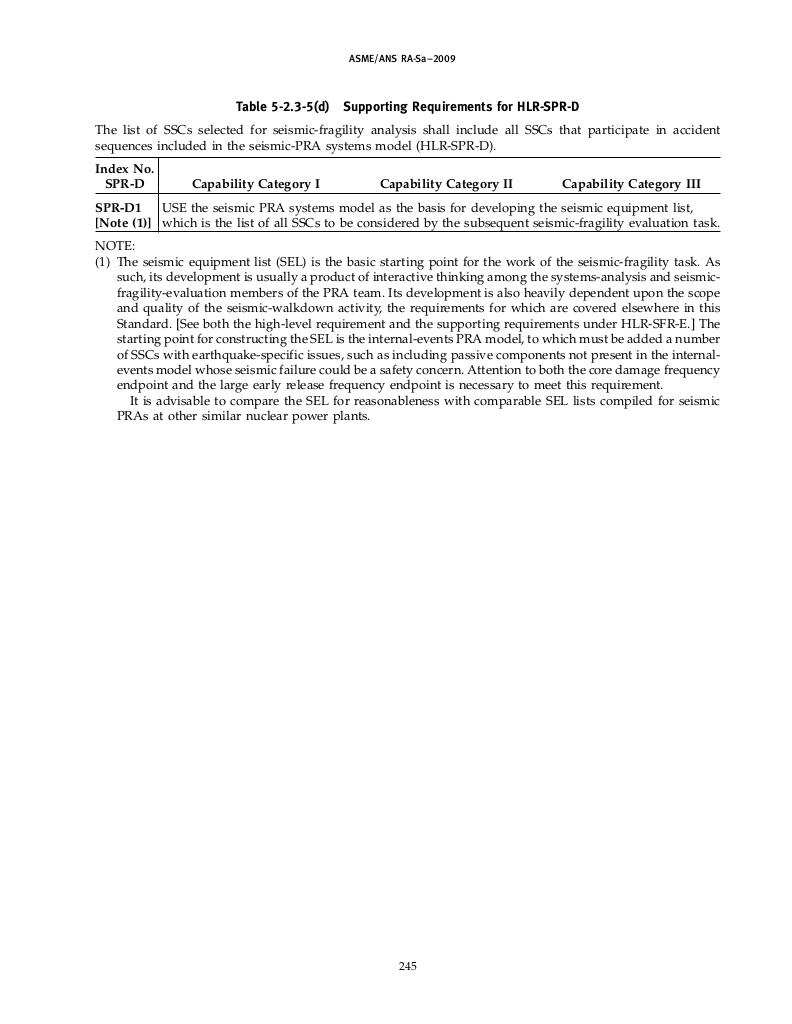 ASME/ANS RA-Sa–2009
Table 5-2.3-5(d) Supporting Requirements for HLR-SPR-D
The list of SSCs selected for seismic-fragility analysis shall include all SSCs that participate in accident
sequences included in the seismic-PRA systems model (HLR-SPR-D).
Index No.
SPR-D Capability Category I Capability Category II Capability Category III
SPR-D1 USE the seismic PRA systems model as the basis for developing the seismic equipment list,
[Note (1)] which is the list of all SSCs to be considered by the subsequent seismic-fragility evaluation task.
NOTE:
(1) The seismic equipment list (SEL) is the basic starting point for the work of the seismic-fragility task. As
such, its development is usually a product of interactive thinking among the systems-analysis and seismic-
fragility-evaluation members of the PRA team. Its development is also heavily dependent upon the scope
and quality of the seismic-walkdown activity, the requirements for which are covered elsewhere in this
Standard. [See both the high-level requirement and the supporting requirements under HLR-SFR-E.] The
starting point for constructing the SEL is the internal-events PRA model, to which must be added a number
of SSCs with earthquake-specific issues, such as including passive components not present in the internal-
events model whose seismic failure could be a safety concern. Attention to both the core damage frequency
endpoint and the large early release frequency endpoint is necessary to meet this requirement.
It is advisable to compare the SEL for reasonableness with comparable SEL lists compiled for seismic
PRAs at other similar nuclear power plants.
245